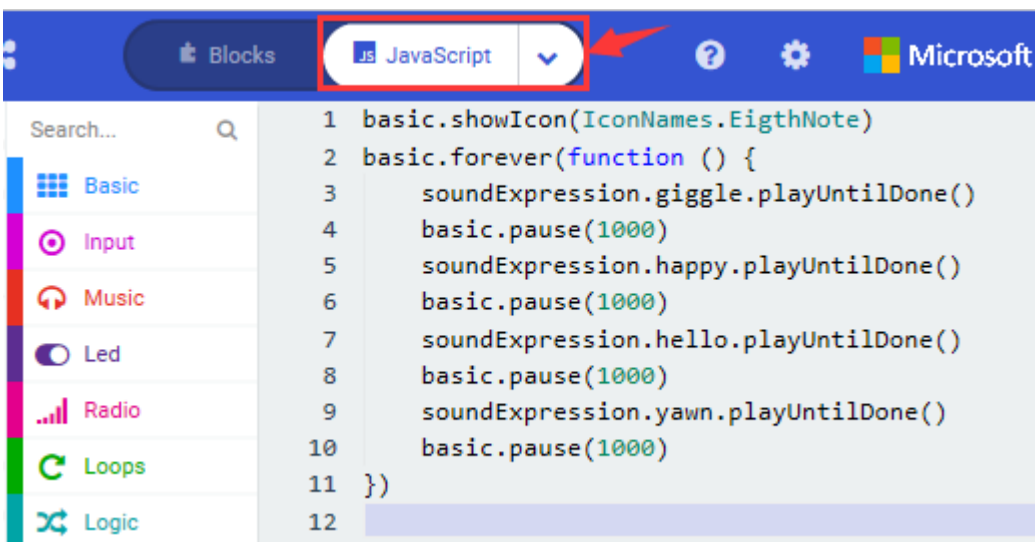 Blocks
JS JavaScript
Microsoft
Search...
Basic
Input
Music
Led
Radio
Loops
Logic
1 basic.showIcon(IconNames.EigthNote)
2 basic.forever(function () {
3     soundExpression.giggle.playUntilDone()
4     basic.pause(1000)
5     soundExpression.happy.playUntilDone()
6     basic.pause(1000)
7     soundExpression.hello.playUntilDone()
8     basic.pause(1000)
9     soundExpression.yawn.playUntilDone()
10     basic.pause(1000)
11 })
12